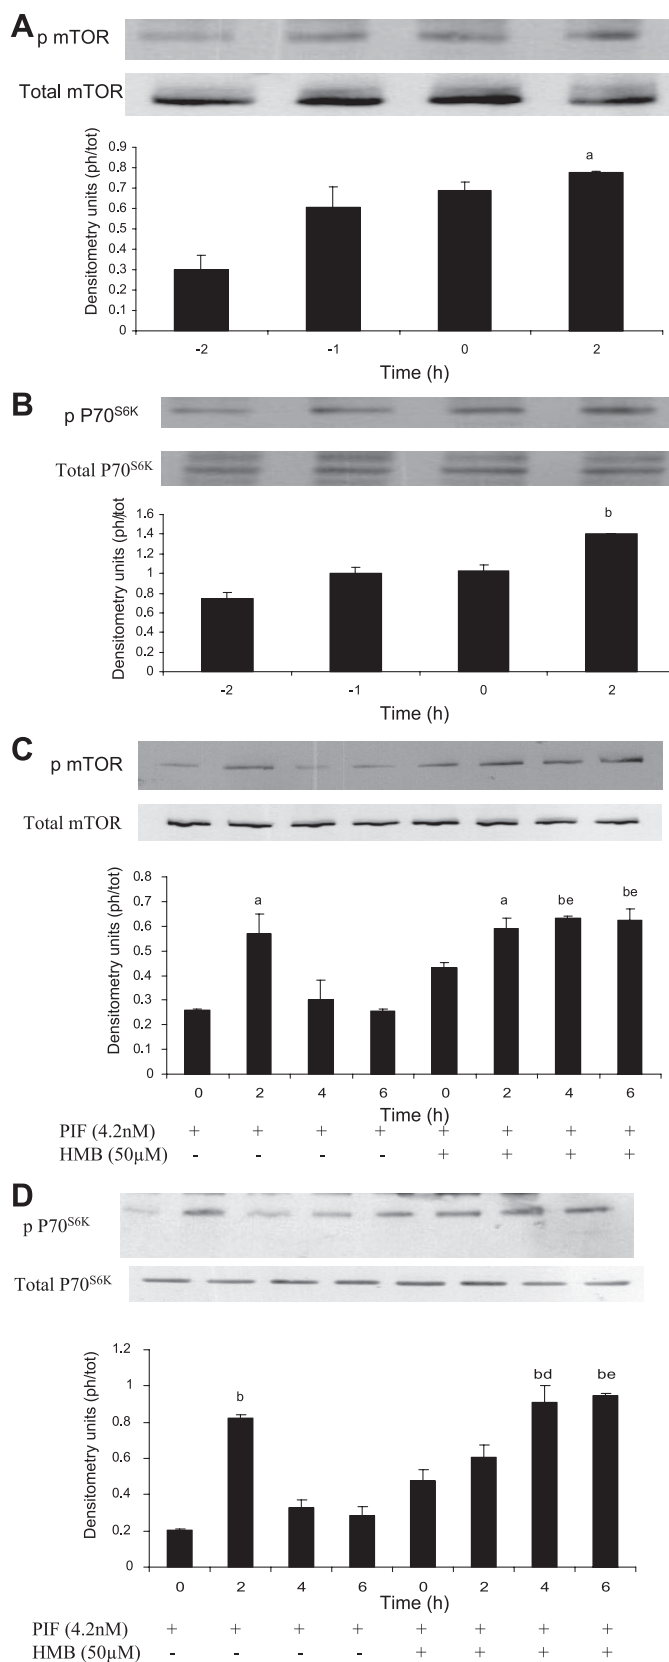 A
p mTOR
Total mTOR
Densitometry units (ph/tot)
0.9
0.8
0.7
0.6
0.5
0.4
0.3
0.2
0.1
0
a
-2 -1 0 2
Time (h)
B
p P70S6K
Total P70S6K
Densitometry units (ph/tot
1.6
1.4
1.2
1
0.8
0.6
0.4
0.2
0
b
-2 -1 0 2
Time (h)
C
p mTOR
Total mTOR
Densitometry units (ph/tot)
0.8
0.7
0.6
0.5
0.4
0.3
0.2
0.1
0
a a be be
0 2 4 6 0 2 4 6
Time (h)
PIF (4.2nM) + + + + + + + +
HMB (50µM) - - - - + + + +
D
p P70S6K
Total P70S6K
Densitometry units (ph/tot)
1.2
1
0.8
0.6
0.4
0.2
0
b bd be
0 2 4 6 0 2 4 6
Time (h)
PIF (4.2nM) + + + + + + + +
HMB (50µM) - - - - + + + +